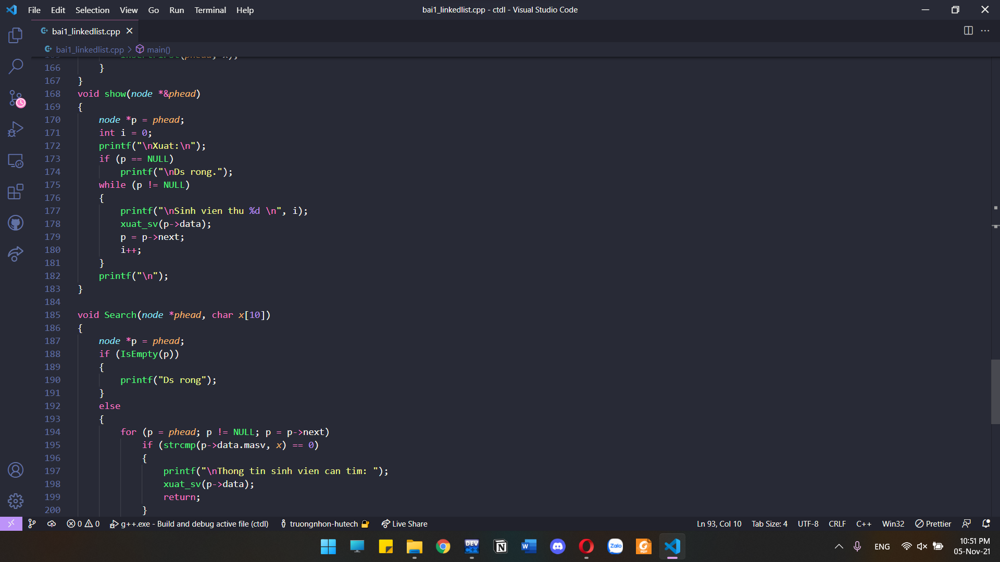 File Edit Selection View Go Run Terminal Help
bai1_linkedlist.cpp - ctdl - Visual Studio Code
bai1_linkedlist.cpp
bai1_linkedlist.cpp > main()
166     }
167 }
168 void show(node *&phead)
169 {
170     node *p = phead;
171     int i = 0;
172     printf("\nXuat:\n");
173     if (p == NULL)
174         printf("\nDs rong.");
175     while (p != NULL)
176     {
177         printf("\nSinh vien thu %d \n", i);
178         xuat_sv(p->data);
179         p = p->next;
180         i++;
181     }
182     printf("\n");
183 }
184
185 void Search(node *phead, char x[10])
186 {
187     node *p = phead;
188     if (IsEmpty(p))
189     {
190         printf("Ds rong");
191     }
192     else
193     {
194         for (p = phead; p != NULL; p = p->next)
195             if (strcmp(p->data.masv, x) == 0)
196             {
197                 printf("\nThong tin sinh vien can tim: ");
198                 xuat_sv(p->data);
199                 return;
200             }
0 0 g++.exe - Build and debug active file (ctdl) truongnhon-hutech Live Share Ln 93, Col 10 Tab Size: 4 UTF-8 CRLF C++ Win32 Prettier
DEV C++ N W Zalo PDF
ENG
10:51 PM
05-Nov-21